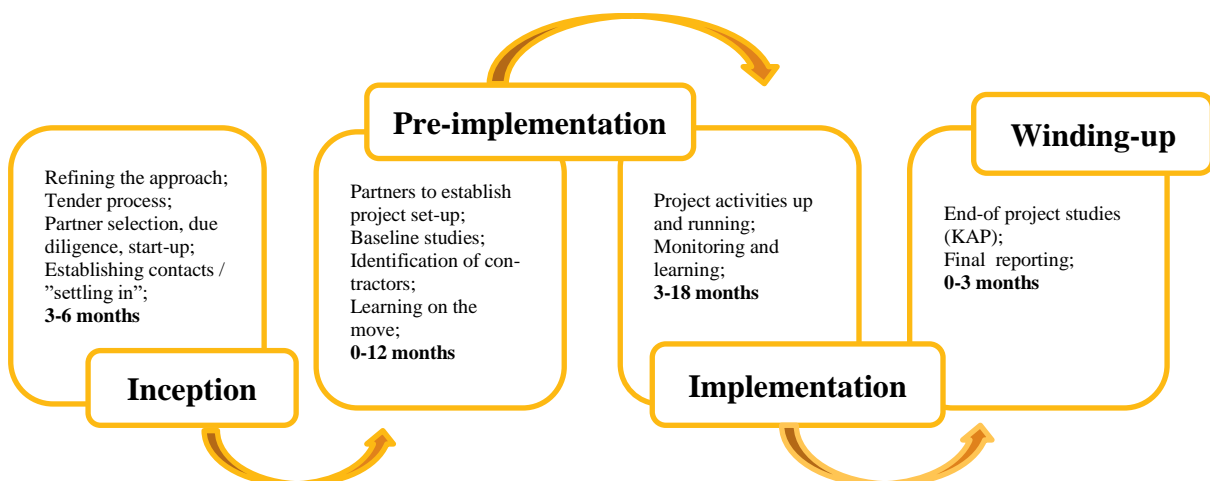 Refining the approach;
Tender process;
Partner selection, due
diligence, start-up;
Establishing contacts /
”settling in”;
3-6 months
Inception
Pre-implementation
Partners to establish
project set-up;
Baseline studies;
Identification of con-
tractors;
Learning on the
move;
0-12 months
Project activities up
and running;
Monitoring and
learning;
3-18 months
Implementation
Winding-up
End-of project studies
(KAP);
Final reporting;
0-3 months